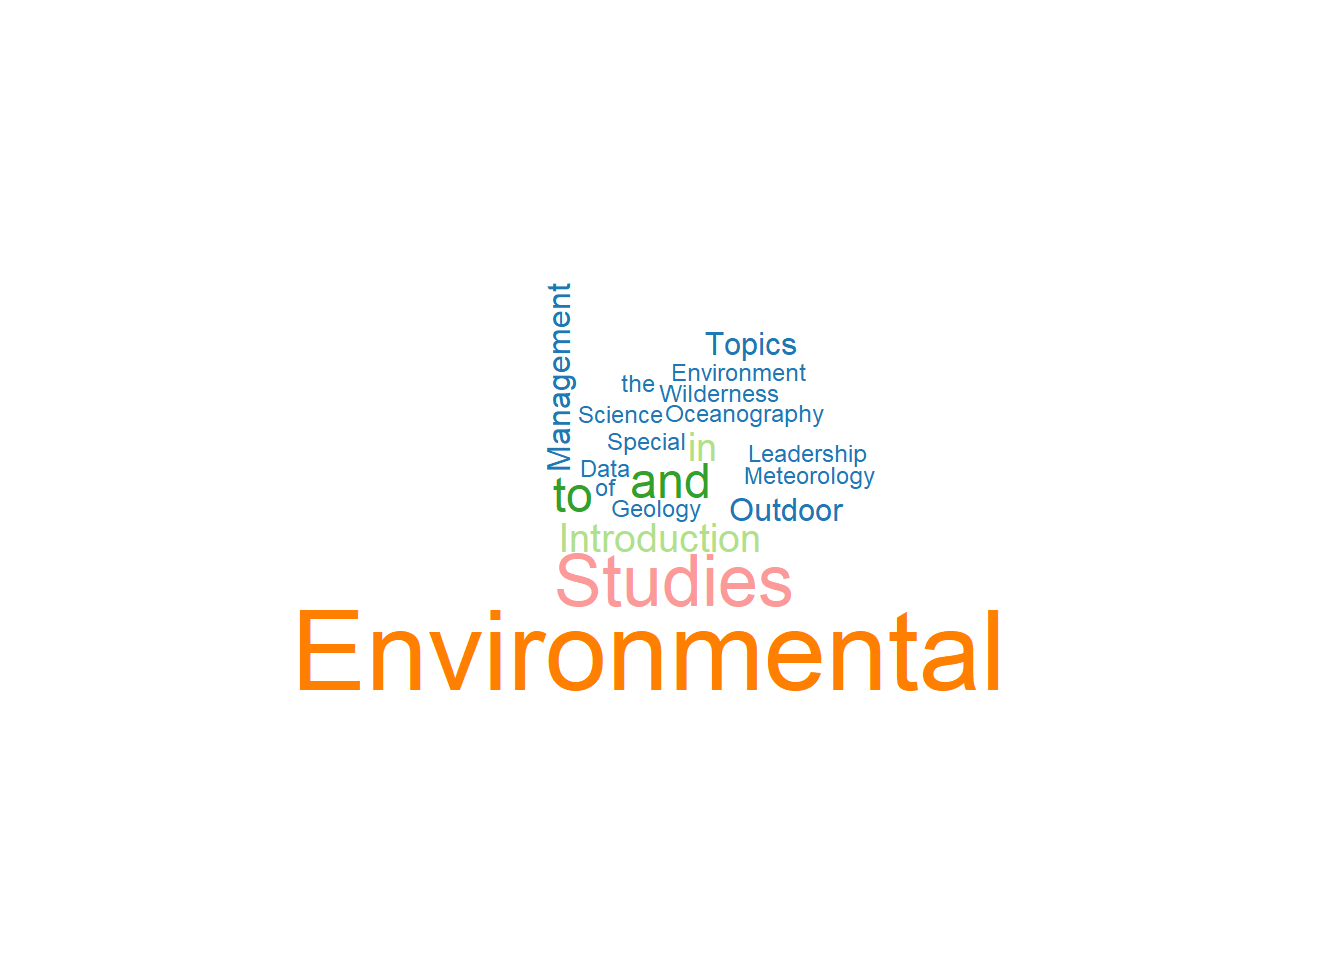 Management
Topics
Environment
the Wilderness
Science Oceanography
Special in
Leadership
Data
Meteorology
to of and
Geology Outdoor
Introduction
Studies
Environmental